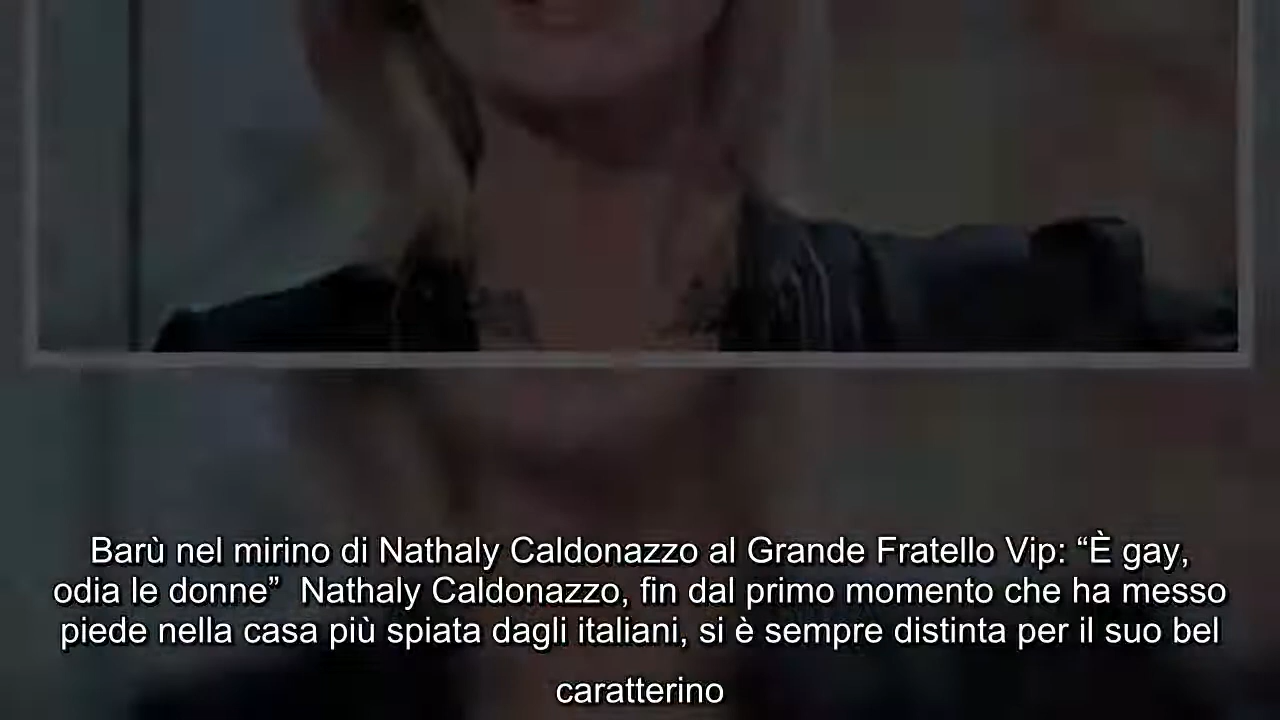 Barù nel mirino di Nathaly Caldonazzo al Grande Fratello Vip: “È gay,
odia le donne”  Nathaly Caldonazzo, fin dal primo momento che ha messo
piede nella casa più spiata dagli italiani, si è sempre distinta per il suo bel
caratterino